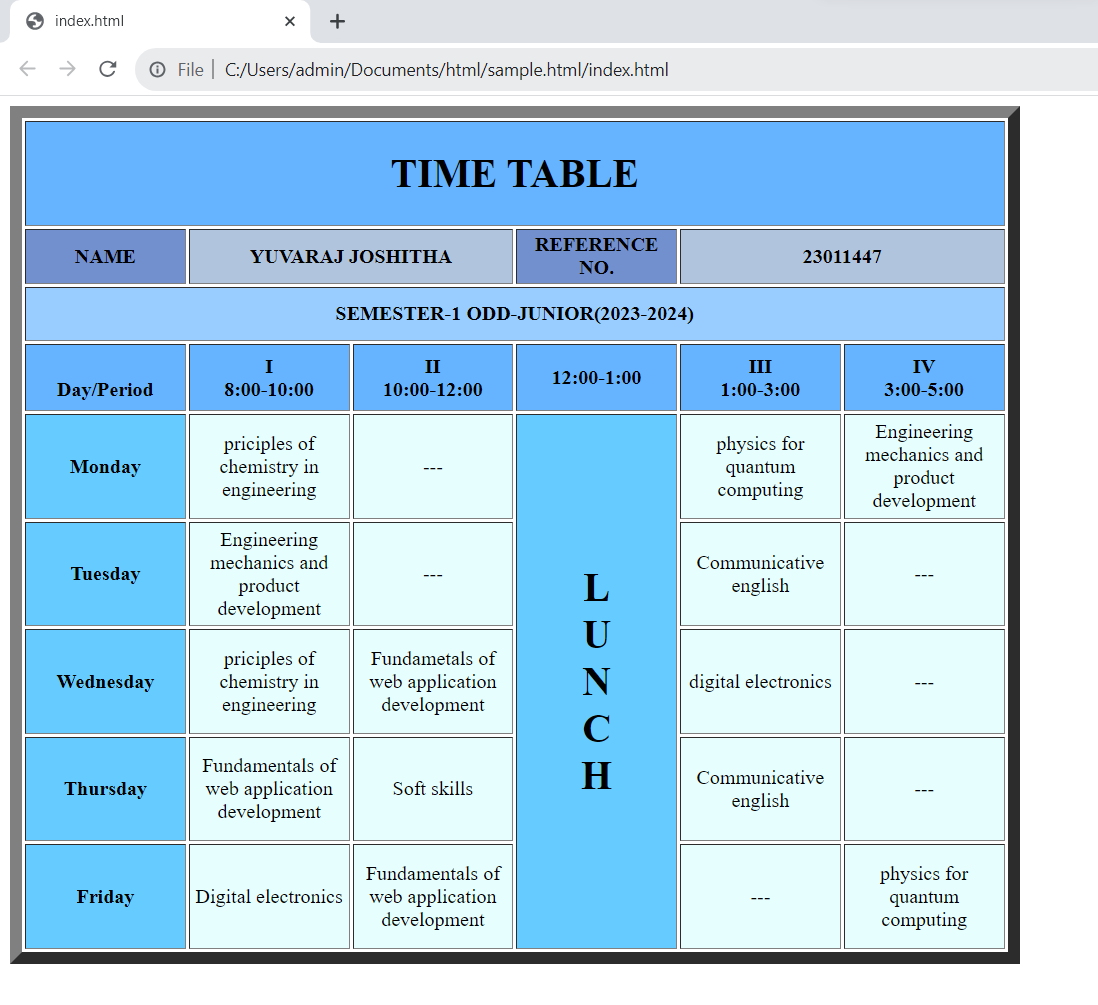 index.html
File
C:/Users/admin/Documents/html/sample.html/index.html
TIME TABLE
NAME
YUVARAJ JOSHITHA
REFERENCE
NO.
23011447
SEMESTER-1 ODD-JUNIOR(2023-2024)
Day/Period
I
8:00-10:00
II
10:00-12:00
12:00-1:00
III
1:00-3:00
IV
3:00-5:00
Monday
priciples of
chemistry in
engineering
---
L
U
N
C
H
physics for
quantum
computing
Engineering
mechanics and
product
development
Tuesday
Engineering
mechanics and
product
development
---
Communicative
english
---
Wednesday
priciples of
chemistry in
engineering
Fundametals of
web application
development
digital electronics
---
Thursday
Fundamentals of
web application
development
Soft skills
Communicative
english
---
Friday
Digital electronics
Fundamentals of
web application
development
---
physics for
quantum
computing